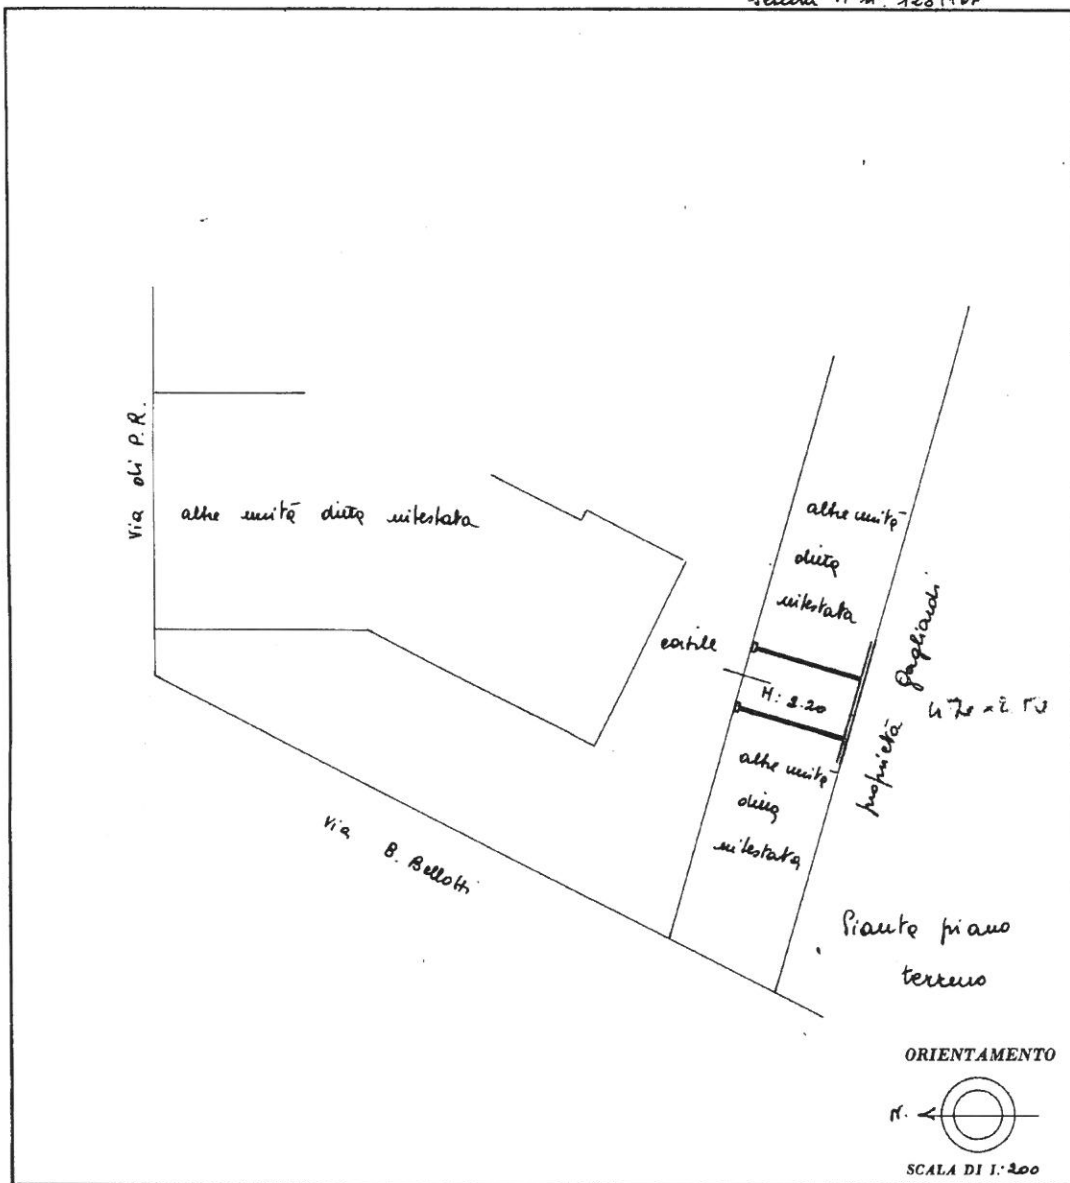 Via di P.R.
altre unità ditta intestata
altre unità
ditta
intestata
cortile
H: 2.20
proprietà Gagliardi
altre unità
ditta
intestata
Via B. Bellotti
Pianta piano
terreno
ORIENTAMENTO
N.
SCALA DI 1:200